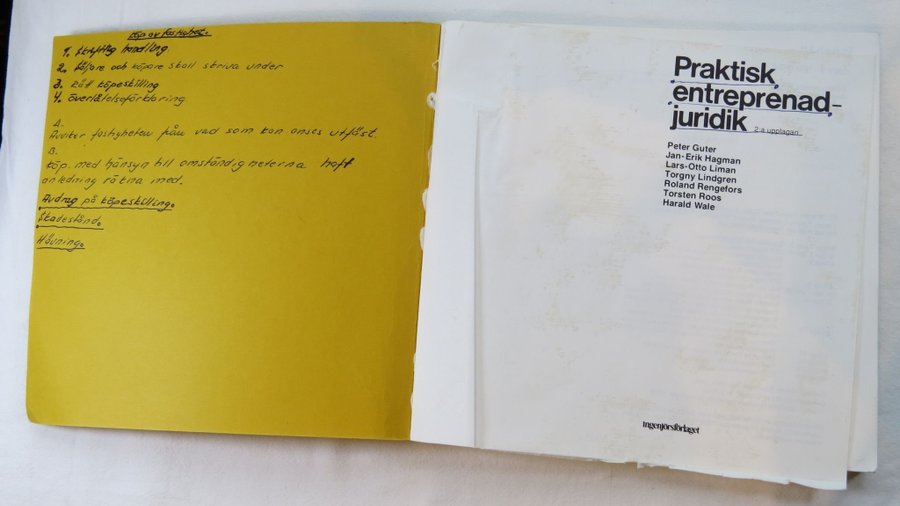 Köp av fastighet.
1. Skriftlig handling
2. Säljare och köpare skall skriva under
3. Rätt köpeskilling
4. överlåtelseförklaring
A.
Avviker fastigheten från vad som kan anses utfäst
B.
köp med hänsyn till omständigheterna haft
anledning räkna med.
Avdrag på köpeskilling.
Skadestånd.
Hävning.
Praktisk
entreprenad-
juridik 2:a upplagan
Peter Guter
Jan-Erik Hagman
Lars-Otto Liman
Torgny Lindgren
Roland Rengefors
Torsten Roos
Harald Wale
Ingenjörsförlaget